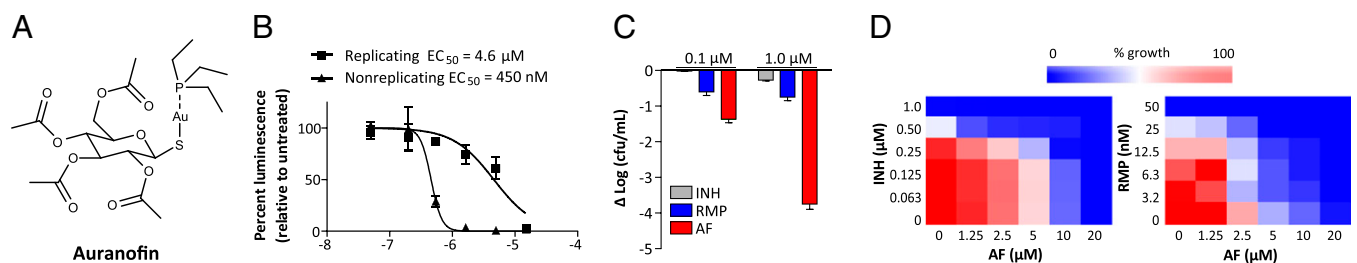 A
P
Au
S
O
O
O
O
O
O
O
O
O
Auranofin
B
Replicating EC50 = 4.6 μM
Nonreplicating EC50 = 450 nM
Percent luminescence
(relative to untreated)
100
50
0
-8 -7 -6 -5 -4
C
0.1 μM 1.0 μM
Δ Log (cfu/mL)
0
-1
-2
-3
-4
-5
INH
RMP
AF
D
0 % growth 100
INH (μM)
1.0
0.50
0.25
0.125
0.063
0
0 1.25 2.5 5 10 20
AF (μM)
RMP (nM)
50
25
12.5
6.3
3.2
0
0 1.25 2.5 5 10 20
AF (μM)